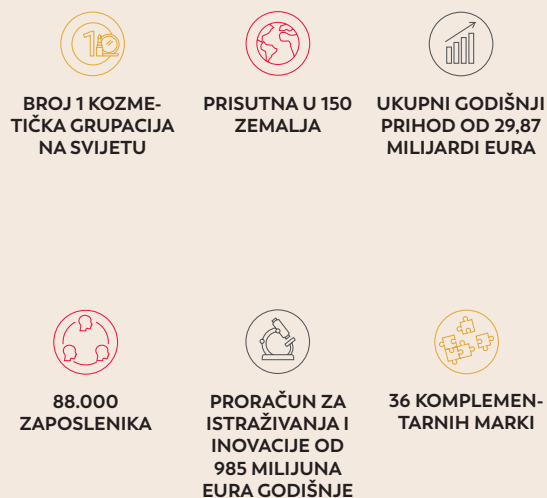 1
BROJ 1 KOZME-
TIČKA GRUPACIJA
NA SVIJETU
PRISUTNA U 150
ZEMALJA
UKUPNI GODIŠNJI
PRIHOD OD 29,87
MILIJARDI EURA
88.000
ZAPOSLENIKA
PRORAČUN ZA
ISTRAŽIVANJA I
INOVACIJE OD
985 MILIJUNA
EURA GODIŠNJE
36 KOMPLEMEN-
TARNIH MARKI